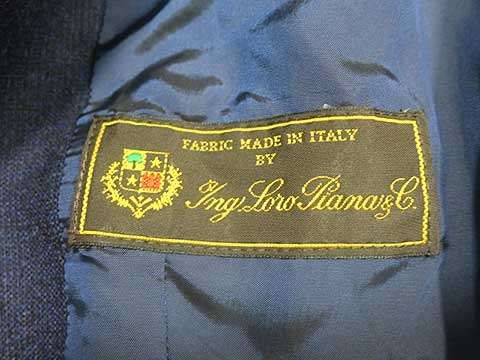 FABRIC MADE IN ITALY
BY
Ing. Loro Piana & C.